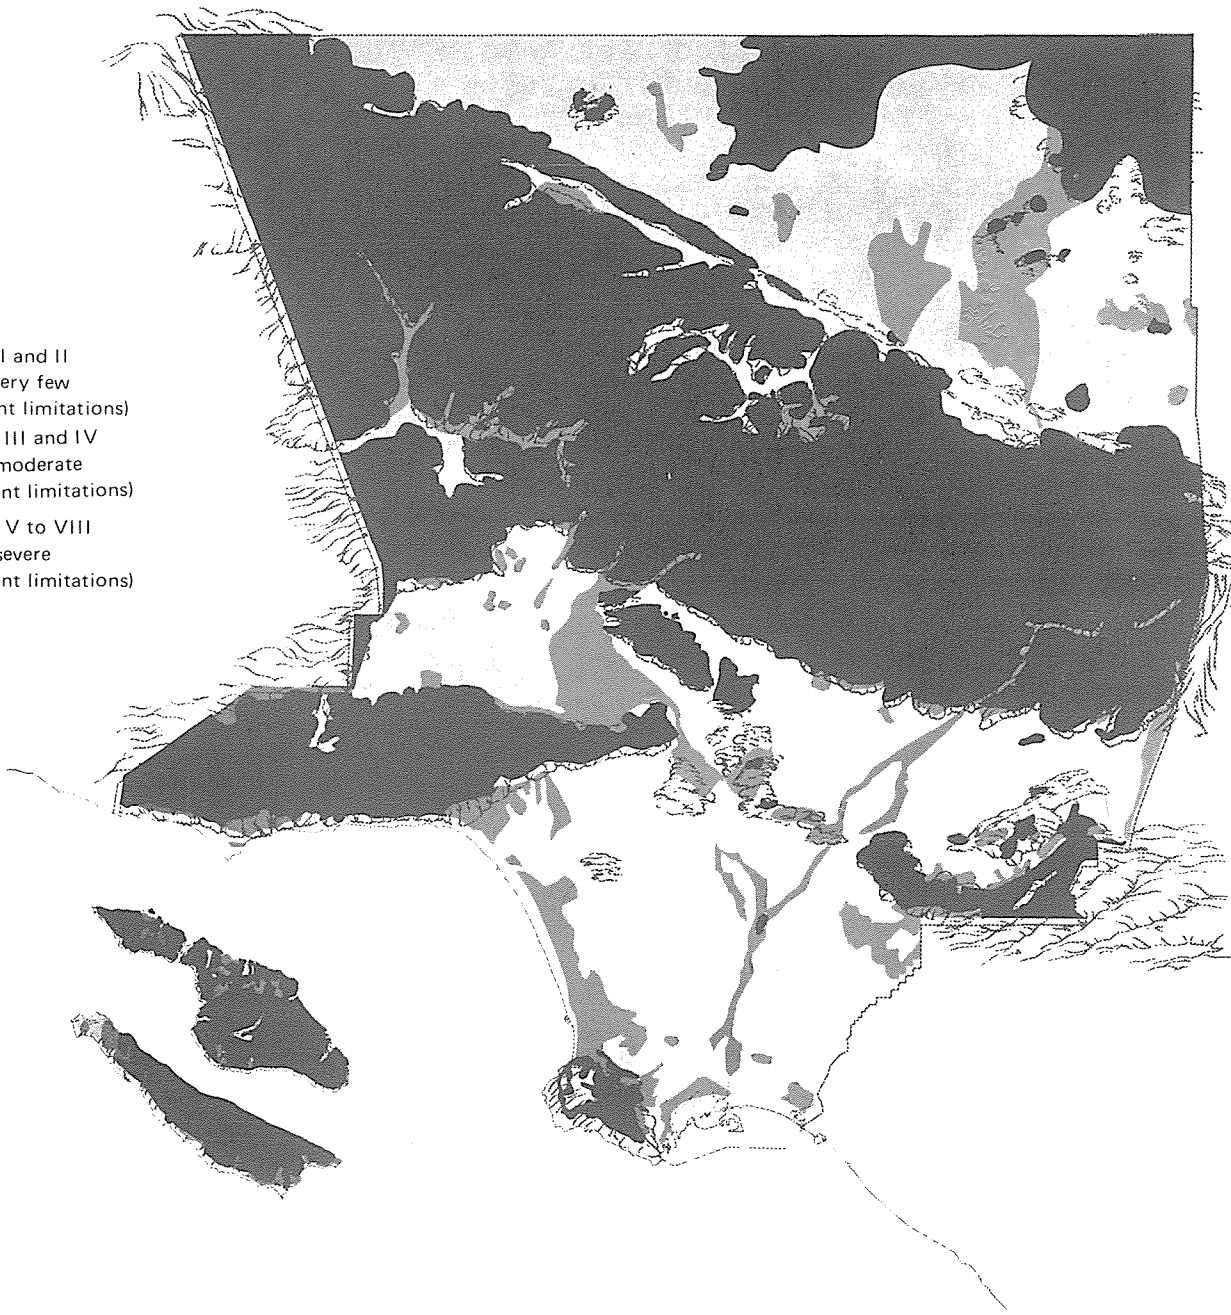 I and II
ery few
nt limitations)
III and IV
moderate
nt limitations)
V to VIII
severe
nt limitations)